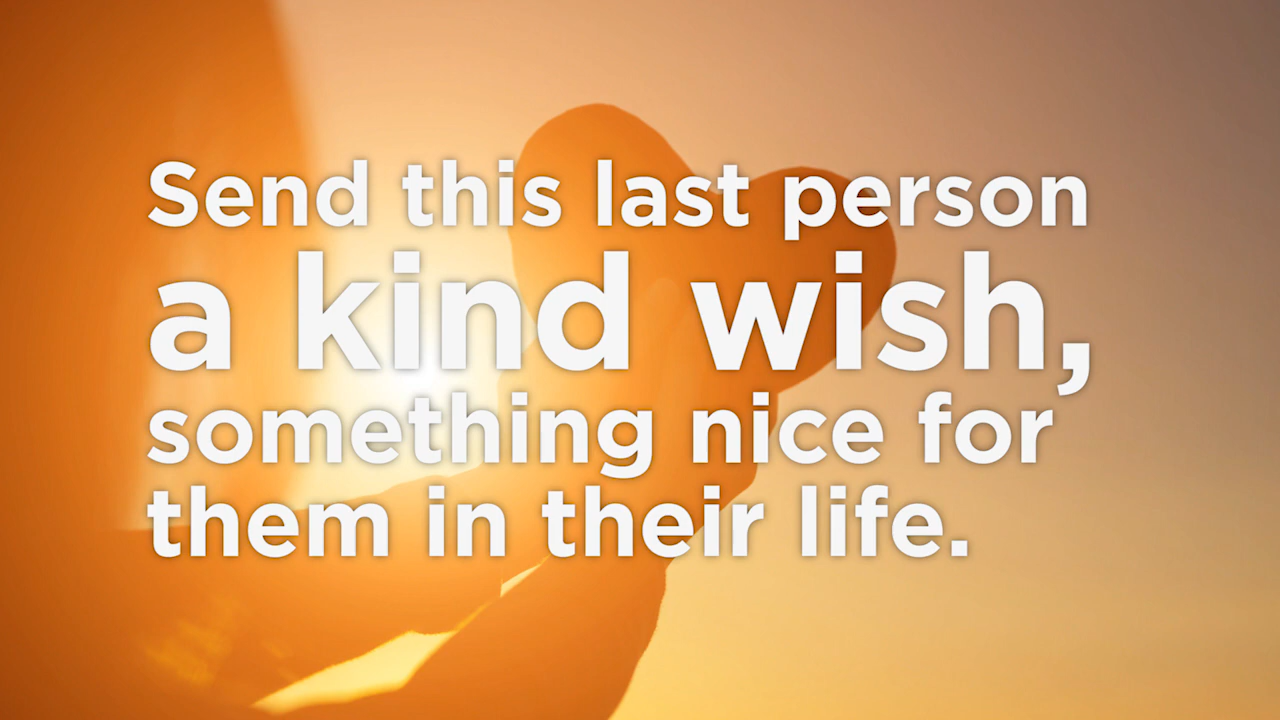 Send this last person
a kind wish,
something nice for
them in their life.